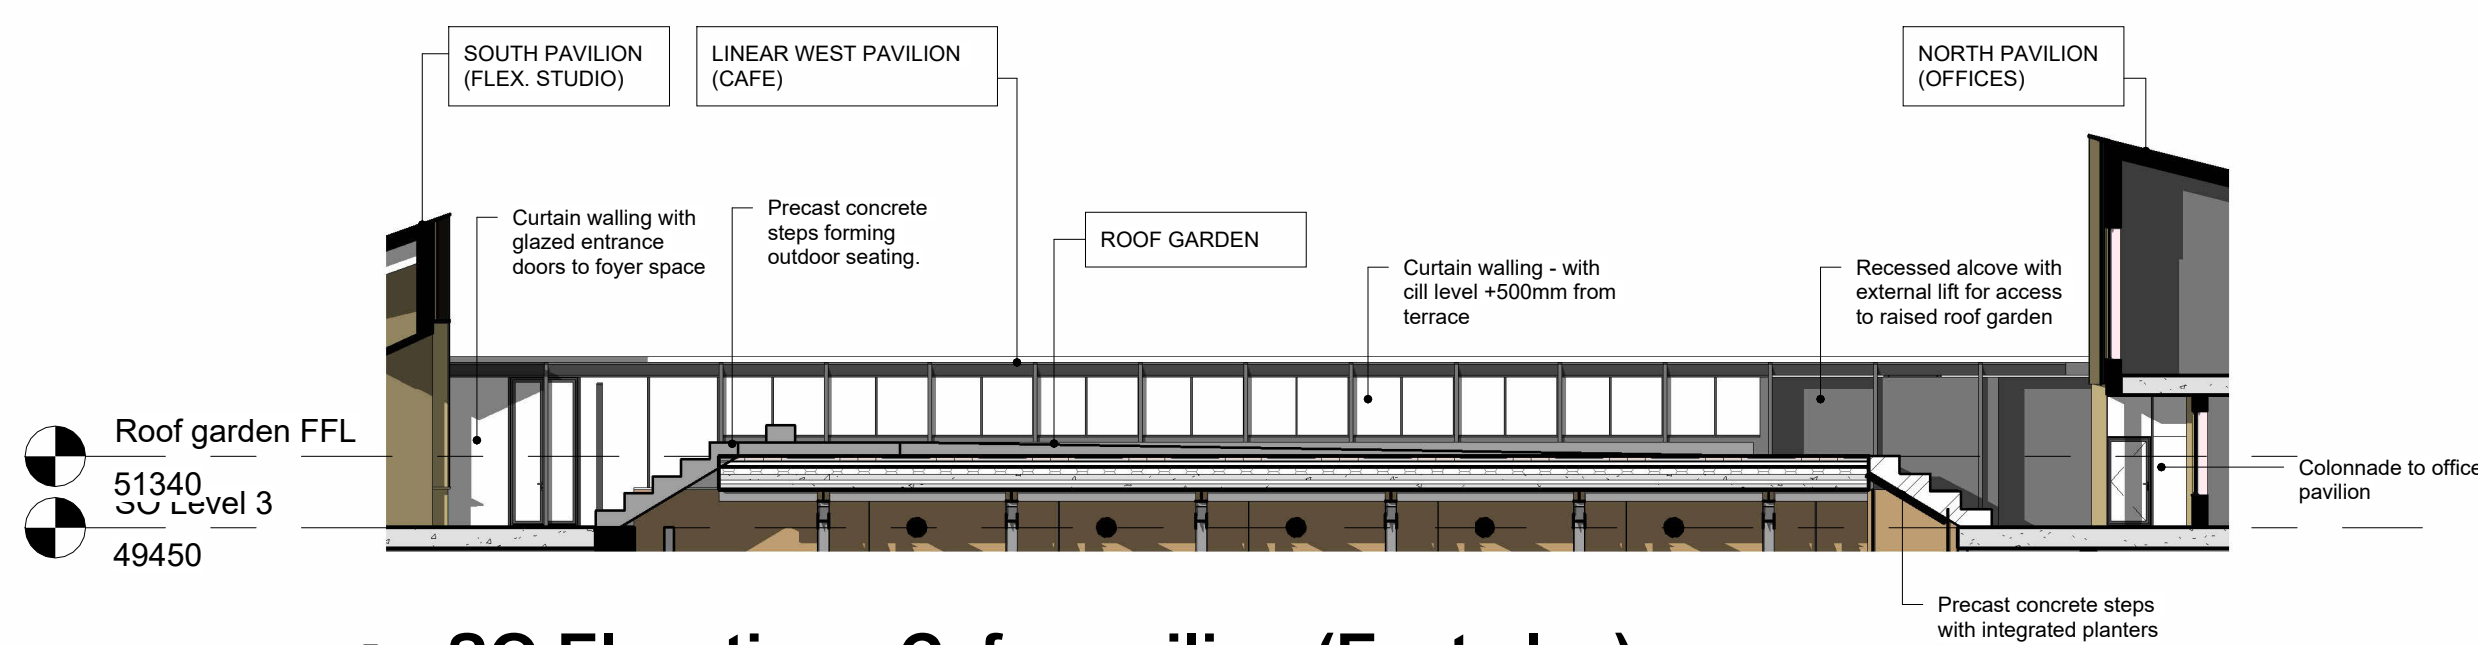 SOUTH PAVILION
(FLEX. STUDIO)
LINEAR WEST PAVILION
(CAFE)
NORTH PAVILION
(OFFICES)
Curtain walling with
glazed entrance
doors to foyer space
Precast concrete
steps forming
outdoor seating.
ROOF GARDEN
Curtain walling - with
cill level +500mm from
terrace
Recessed alcove with
external lift for access
to raised roof garden
Roof garden FFL
51340
SO Level 3
49450
Colonnade to office
pavilion
Precast concrete steps
with integrated planters